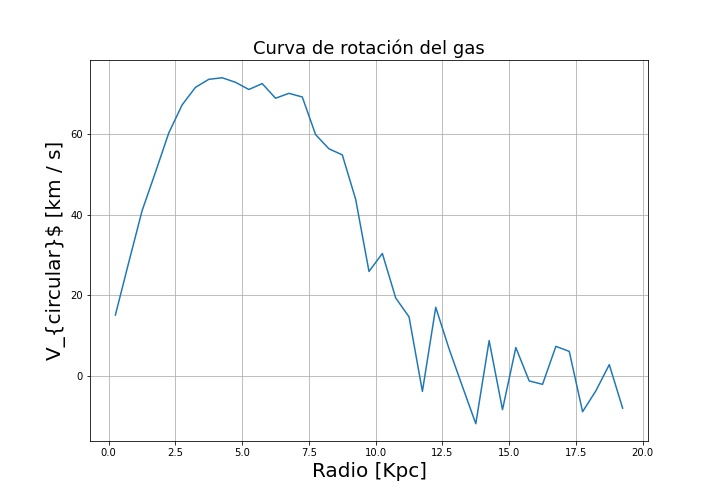 Curva de rotación del gas
V_{circular}$ [km / s]
60
40
20
0
0.0 2.5 5.0 7.5 10.0 12.5 15.0 17.5 20.0
Radio [Kpc]